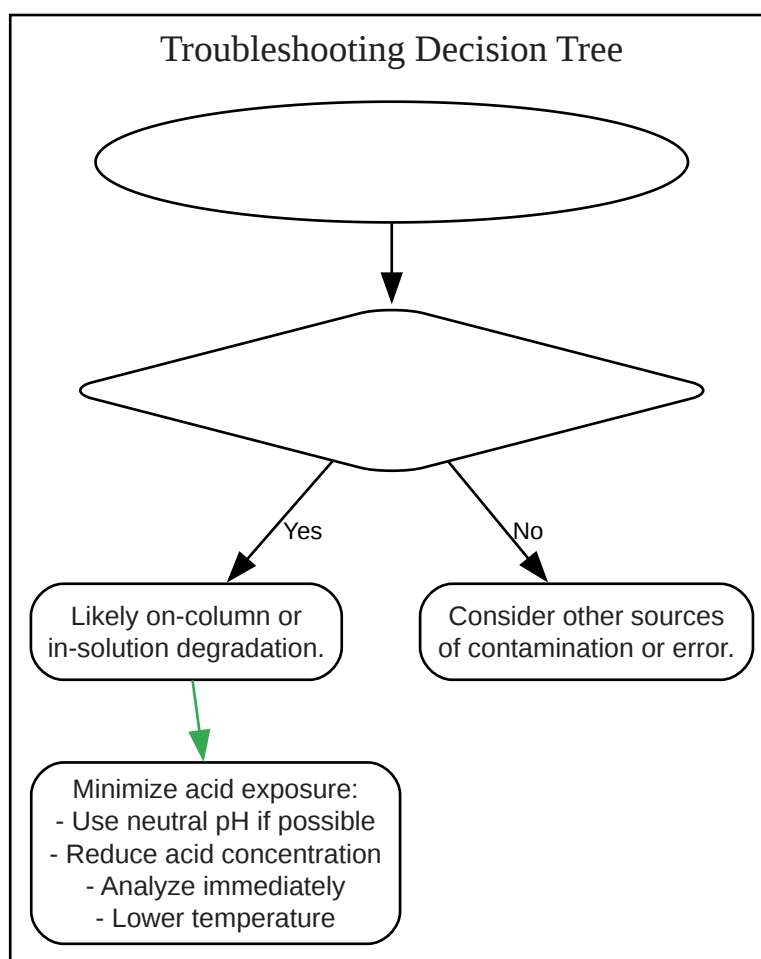 Troubleshooting Decision Tree
Yes
No
Likely on-column or
in-solution degradation.
Consider other sources
of contamination or error.
Minimize acid exposure:
- Use neutral pH if possible
- Reduce acid concentration
- Analyze immediately
- Lower temperature